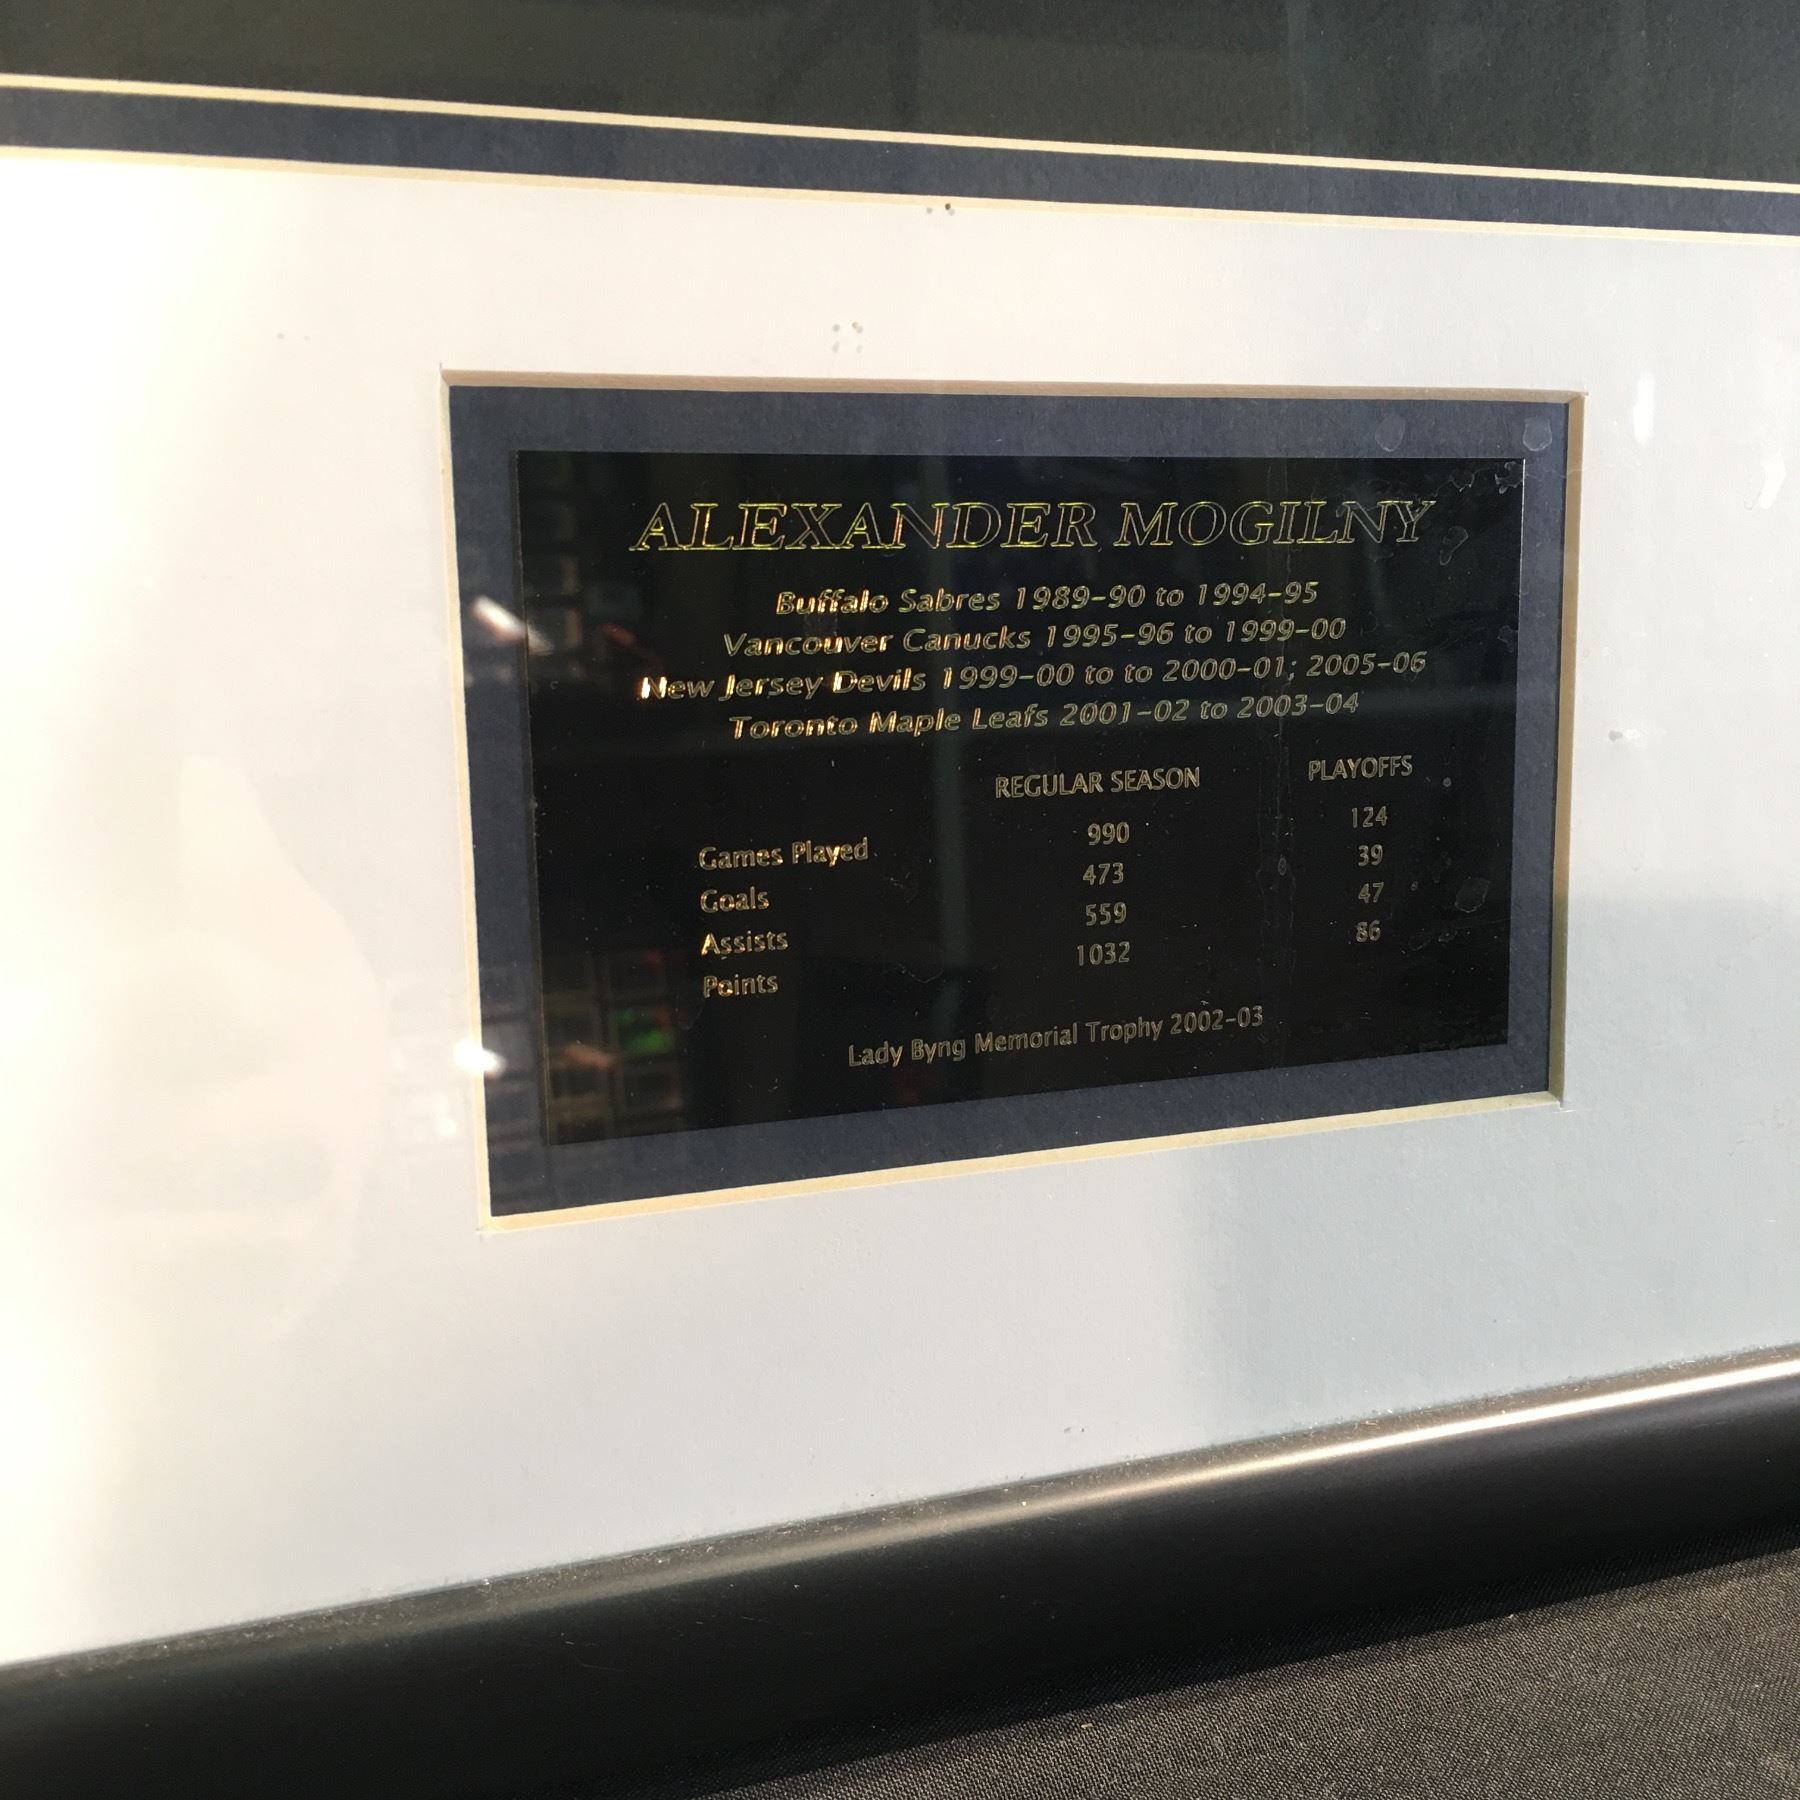 ALEXANDER MOGILNY
Buffalo Sabres 1989-90 to 1994-95
Vancouver Canucks 1995-96 to 1999-00
New Jersey Devils 1999-00 to to 2000-01; 2005-06
Toronto Maple Leafs 2001-02 to 2003-04
REGULAR SEASON PLAYOFFS
Games Played 990 124
Goals 473 39
Assists 559 47
Points 1032 86
Lady Byng Memorial Trophy 2002-03